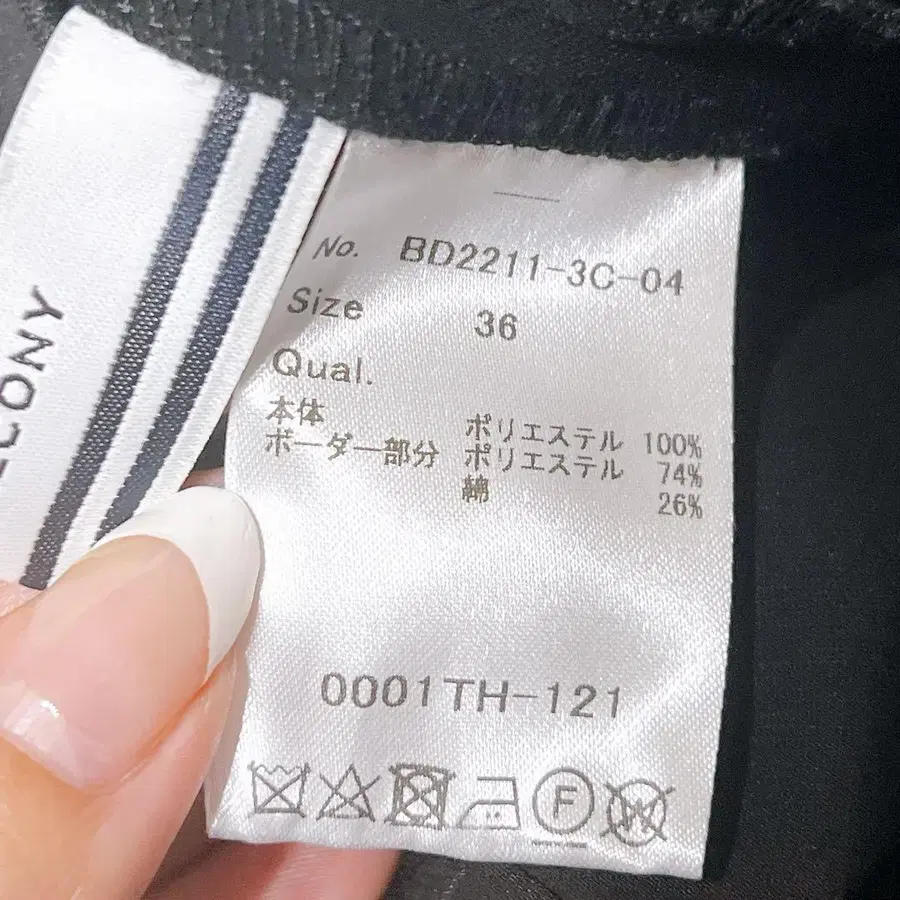 No. BD2211-3C-04
Size 36
Qual.
本体 ポリエステル 100%
ボーダー部分 ポリエステル 74%
綿 26%
0001TH-121
F
W